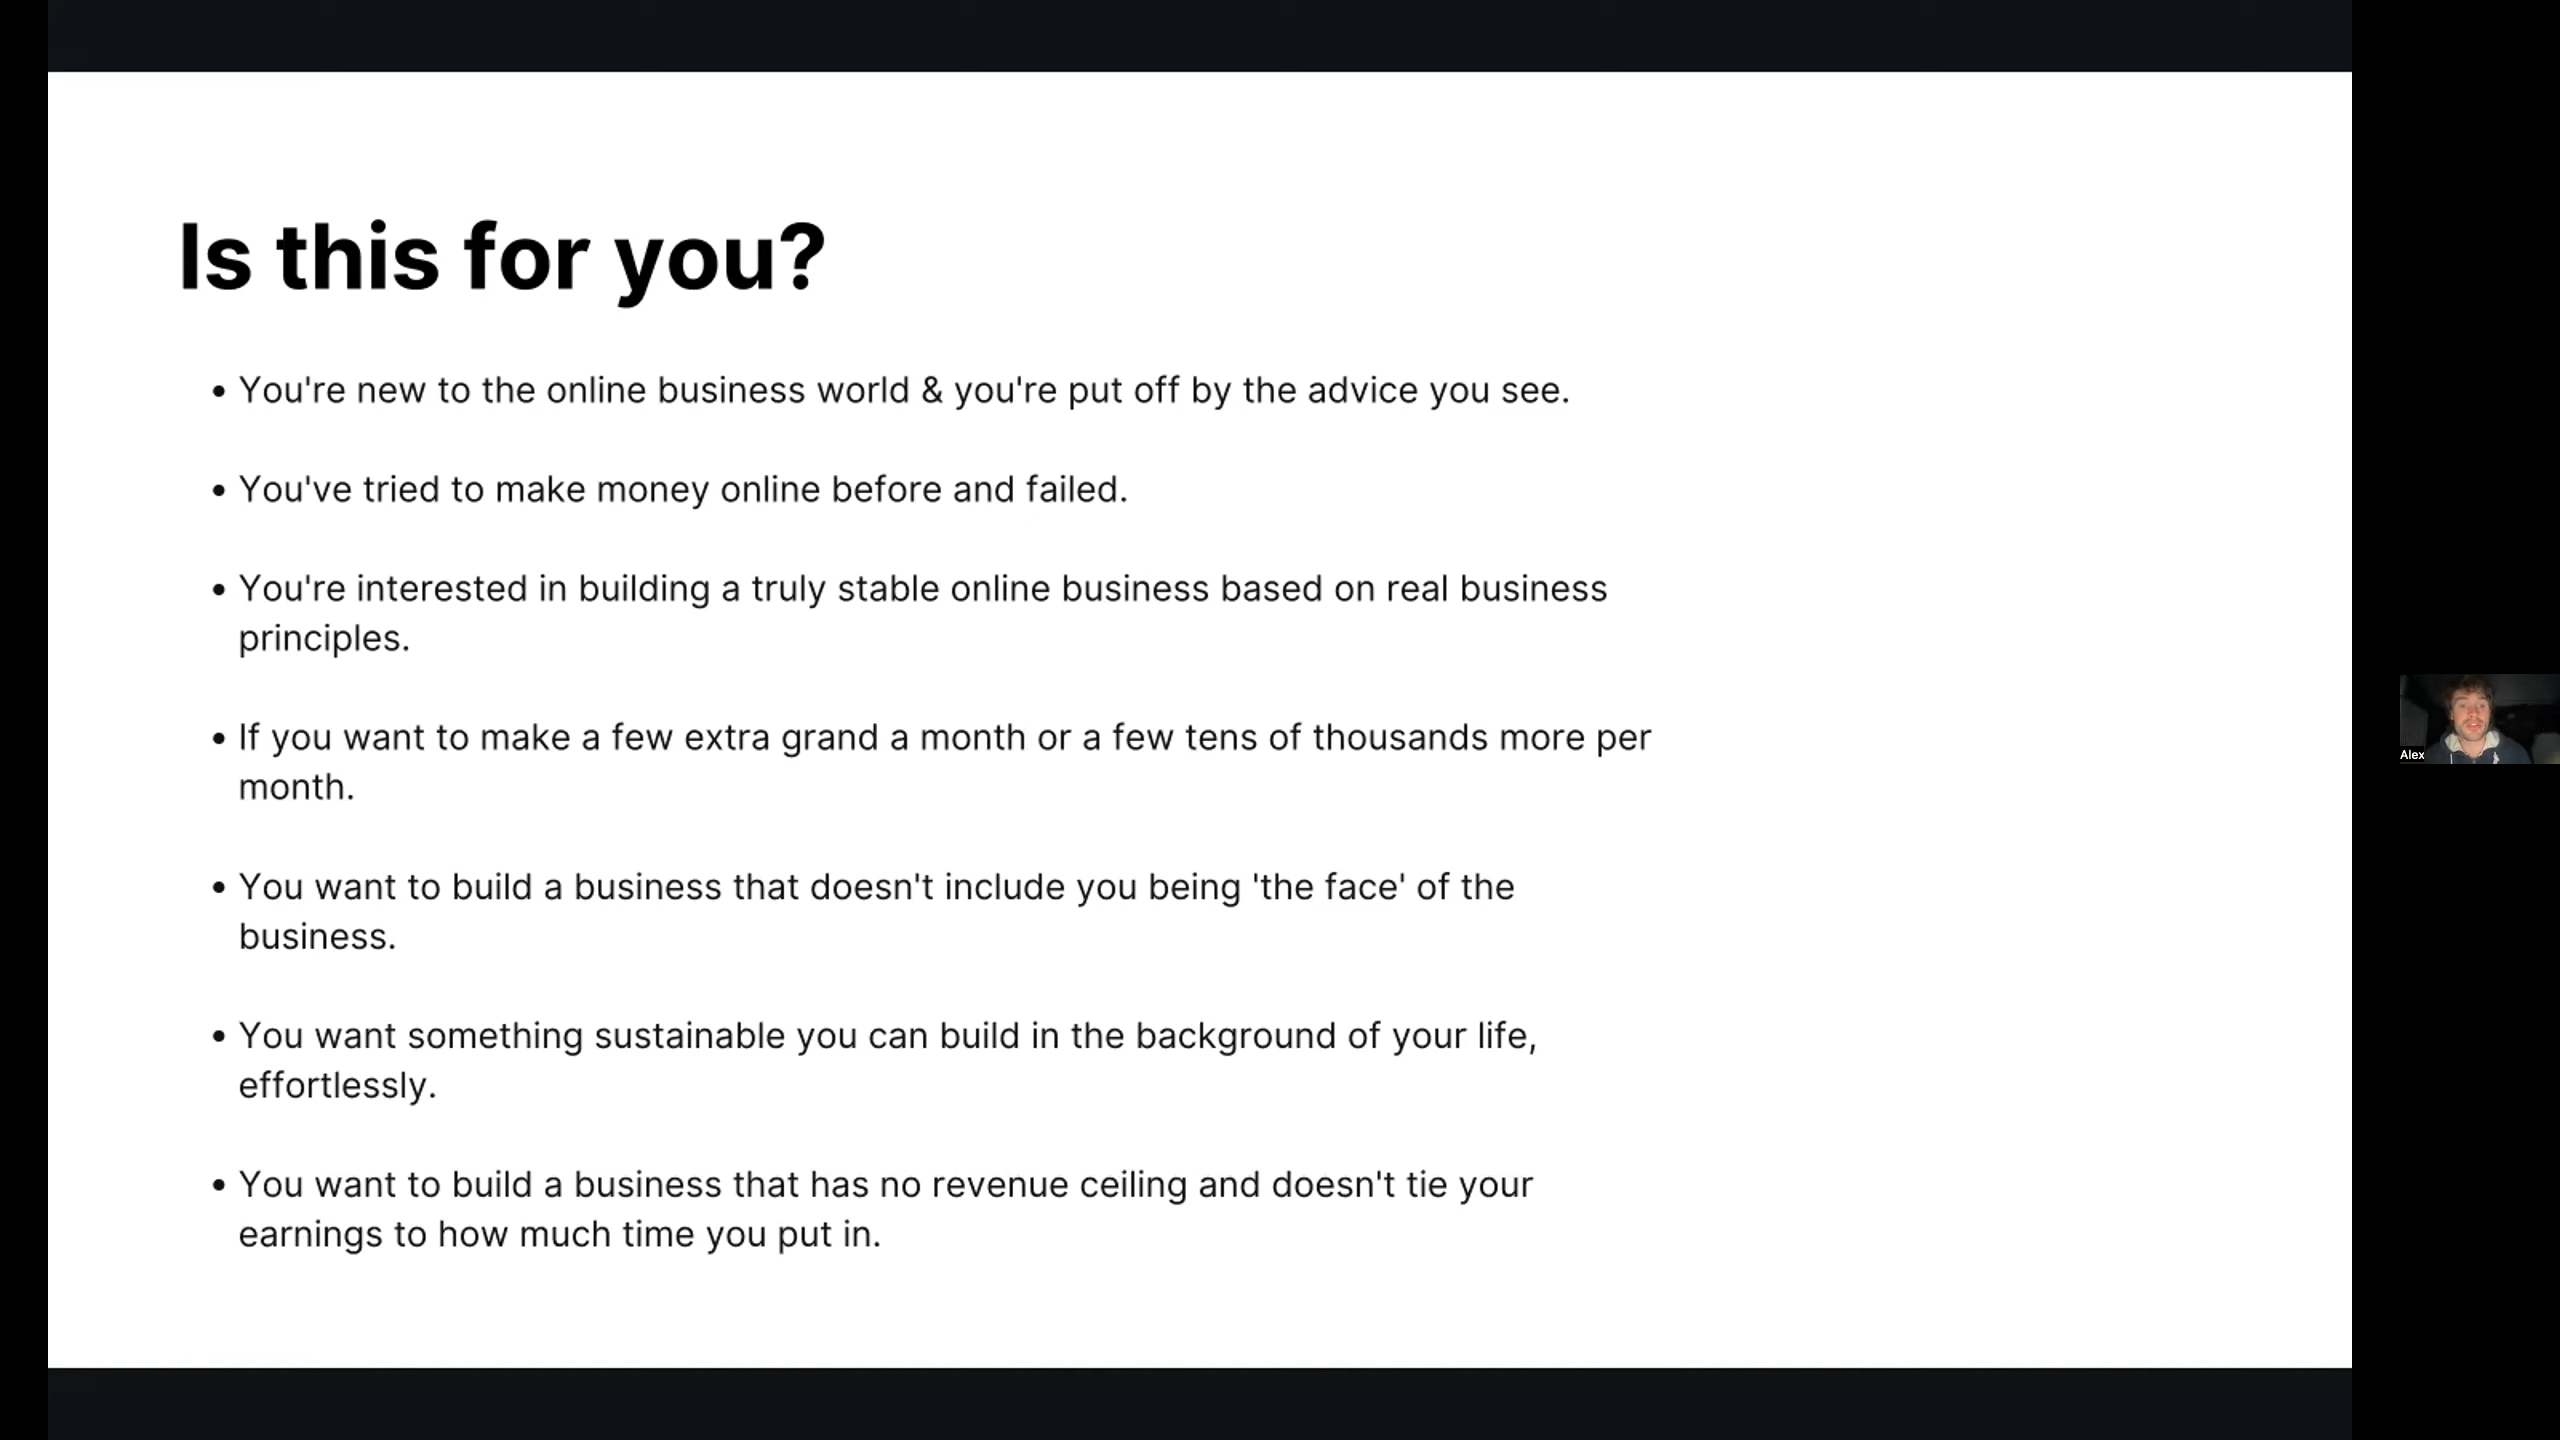 Is this for you?
• You're new to the online business world & you're put off by the advice you see.
• You've tried to make money online before and failed.
• You're interested in building a truly stable online business based on real business
principles.
• If you want to make a few extra grand a month or a few tens of thousands more per
month.
• You want to build a business that doesn't include you being 'the face' of the
business.
• You want something sustainable you can build in the background of your life,
effortlessly.
• You want to build a business that has no revenue ceiling and doesn't tie your
earnings to how much time you put in.
Alex